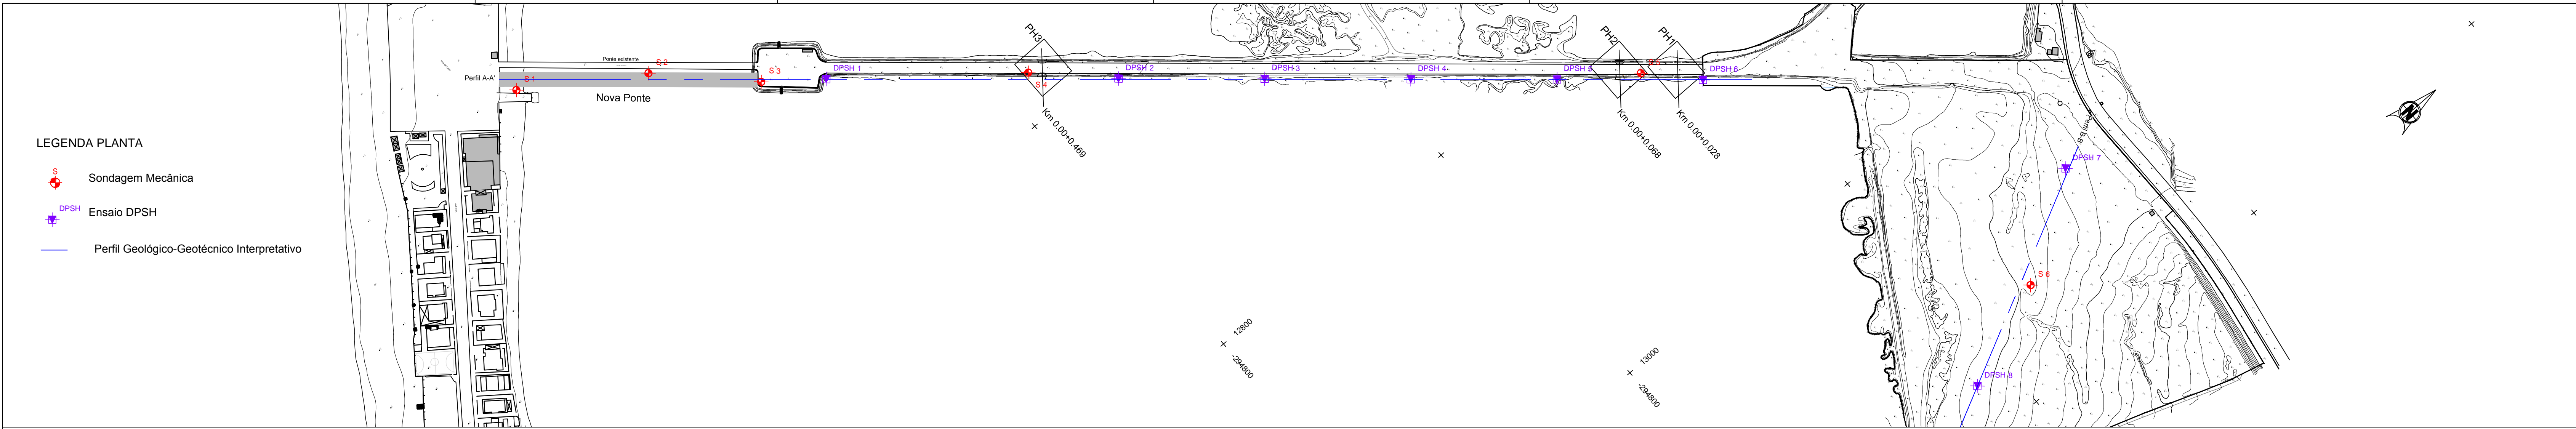 LEGENDA PLANTA
S
Sondagem Mecânica
DPSH
Ensaio DPSH
Perfil Geológico-Geotécnico Interpretativo
Perfil A-A'
S 1
Ponte existente
S 2
Nova Ponte
S 3
DPSH 1
PH3
S 4
Km 0.00+0.469
DPSH 2
DPSH 3
DPSH 4
DPSH 5
PH2
Km 0.00+0.068
PH1
Km 0.00+0.028
DPSH 6
12800
-294800
13000
-294800
Perfil B-B'
DPSH 7
S 6
DPSH 8
N